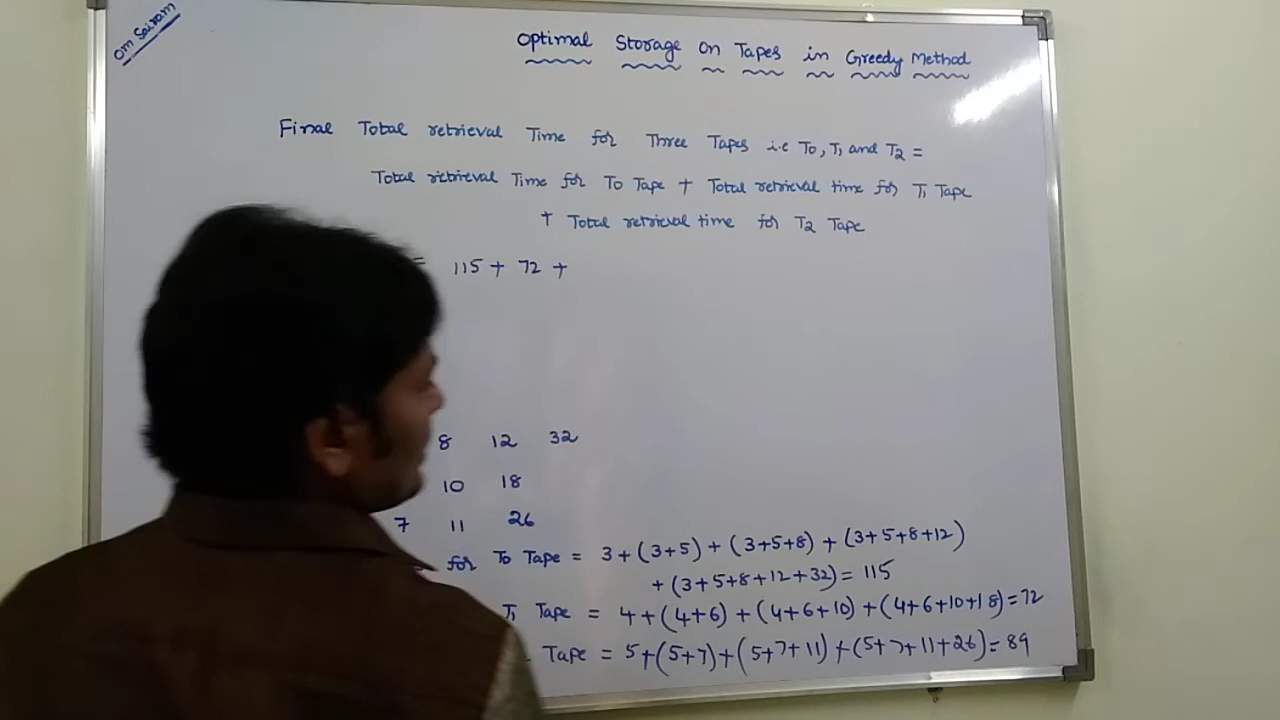 Om Sairam
Optimal Storage On Tapes in Greedy Method
Final Total retrieval Time for Three Tapes i.e T0, T1 and T2 =
Total retrieval Time for T0 Tape + Total retrieval time for T1 Tape
+ Total retrieval time for T2 Tape
= 115 + 72 +
8 12 32
10 18
7 11 26
for T0 Tape = 3+(3+5)+(3+5+8)+(3+5+8+12)
+(3+5+8+12+32)= 115
T1 Tape = 4+(4+6)+(4+6+10)+(4+6+10+18)=72
Tape = 5+(5+7)+(5+7+11)+(5+7+11+26)=89